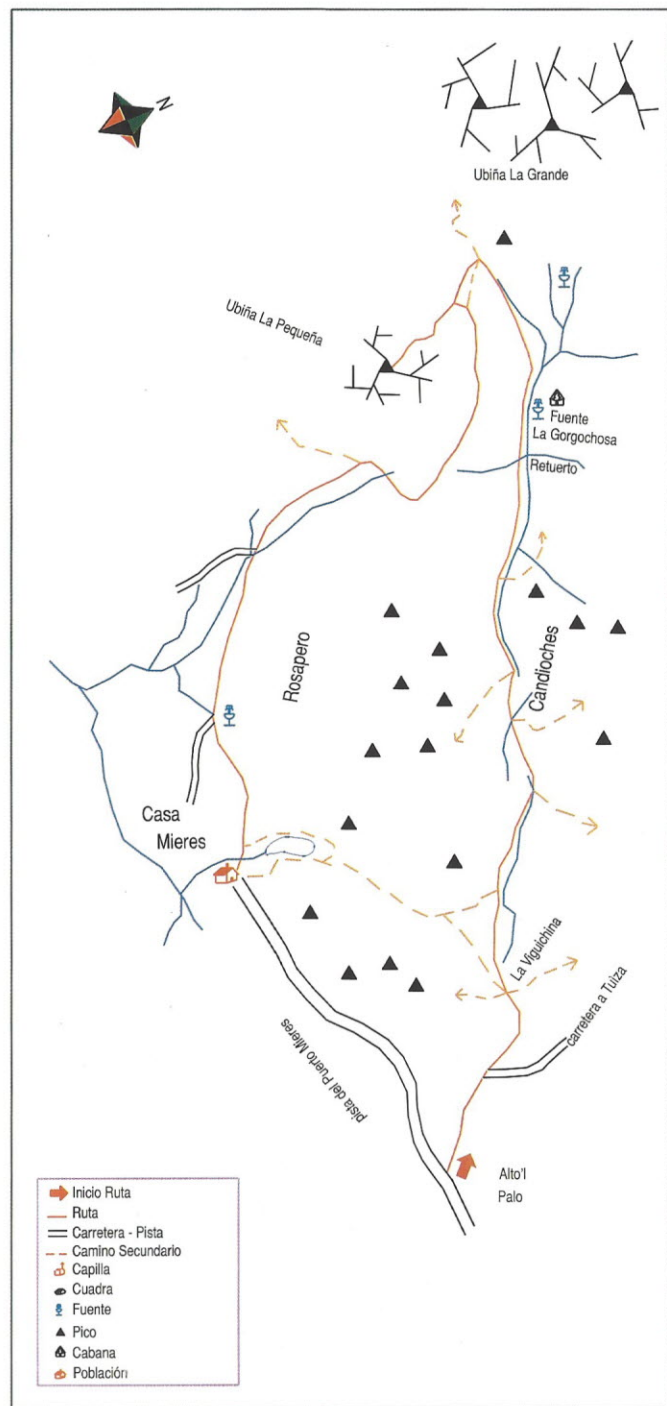 N
Ubiña La Grande
Ubiña La Pequeña
Fuente
La Gorgochosa
Retuerto
Rosapero
Candioches
Casa
Mieres
La Viguichina
carretera a Tuiza
pista del Puerto Mieres
Alto'l
Palo
Inicio Ruta
Ruta
Carretera - Pista
Camino Secundario
Capilla
Cuadra
Fuente
Pico
Cabana
Población